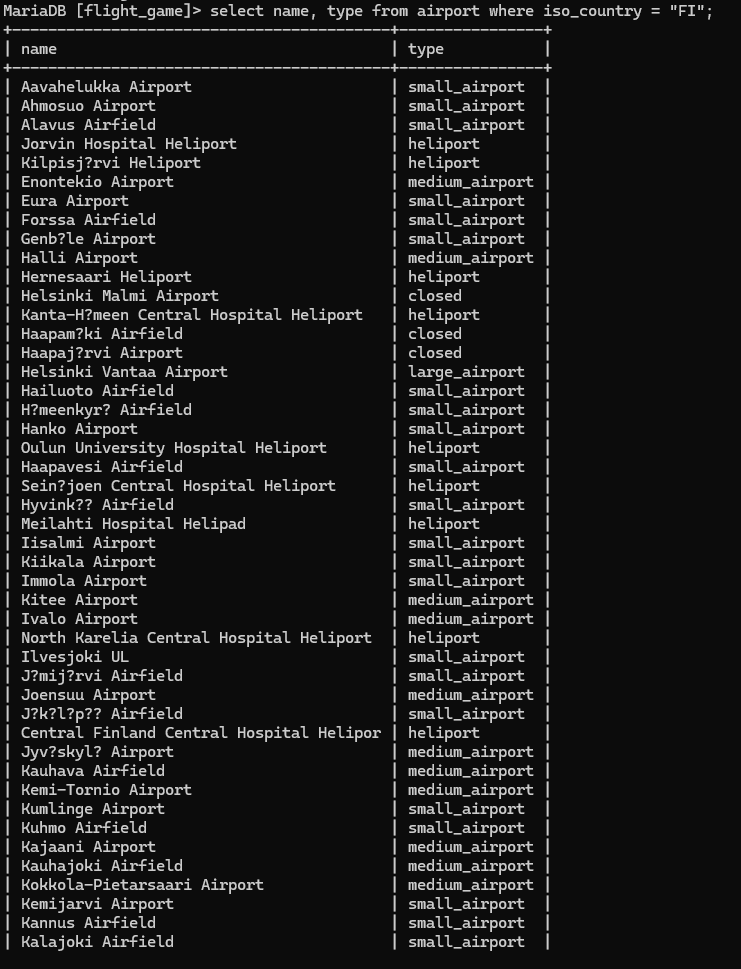 MariaDB [flight_game]> select name, type from airport where iso_country = "FI";
+------------------------------------------+----------------+
| name                                     | type           |
+------------------------------------------+----------------+
| Aavahelukka Airport                      | small_airport  |
| Ahmosuo Airport                          | small_airport  |
| Alavus Airfield                          | small_airport  |
| Jorvin Hospital Heliport                 | heliport       |
| Kilpisj?rvi Heliport                     | heliport       |
| Enontekio Airport                        | medium_airport |
| Eura Airport                             | small_airport  |
| Forssa Airfield                          | small_airport  |
| Genb?le Airport                          | small_airport  |
| Halli Airport                            | medium_airport |
| Hernesaari Heliport                      | heliport       |
| Helsinki Malmi Airport                   | closed         |
| Kanta-H?meen Central Hospital Heliport   | heliport       |
| Haapam?ki Airfield                       | closed         |
| Haapaj?rvi Airport                       | closed         |
| Helsinki Vantaa Airport                  | large_airport  |
| Hailuoto Airfield                        | small_airport  |
| H?meenkyr? Airfield                      | small_airport  |
| Hanko Airport                            | small_airport  |
| Oulun University Hospital Heliport       | heliport       |
| Haapavesi Airfield                       | small_airport  |
| Sein?joen Central Hospital Heliport      | heliport       |
| Hyvink?? Airfield                        | small_airport  |
| Meilahti Hospital Helipad                | heliport       |
| Iisalmi Airport                          | small_airport  |
| Kiikala Airport                          | small_airport  |
| Immola Airport                           | small_airport  |
| Kitee Airport                            | medium_airport |
| Ivalo Airport                            | medium_airport |
| North Karelia Central Hospital Heliport  | heliport       |
| Ilvesjoki UL                             | small_airport  |
| J?mij?rvi Airfield                       | small_airport  |
| Joensuu Airport                          | medium_airport |
| J?k?l?p?? Airfield                       | small_airport  |
| Central Finland Central Hospital Helipor | heliport       |
| Jyv?skyl? Airport                        | medium_airport |
| Kauhava Airfield                         | medium_airport |
| Kemi-Tornio Airport                      | medium_airport |
| Kumlinge Airport                         | small_airport  |
| Kuhmo Airfield                           | small_airport  |
| Kajaani Airport                          | medium_airport |
| Kauhajoki Airfield                       | medium_airport |
| Kokkola-Pietarsaari Airport              | medium_airport |
| Kemijarvi Airport                        | small_airport  |
| Kannus Airfield                          | small_airport  |
| Kalajoki Airfield                        | small_airport  |